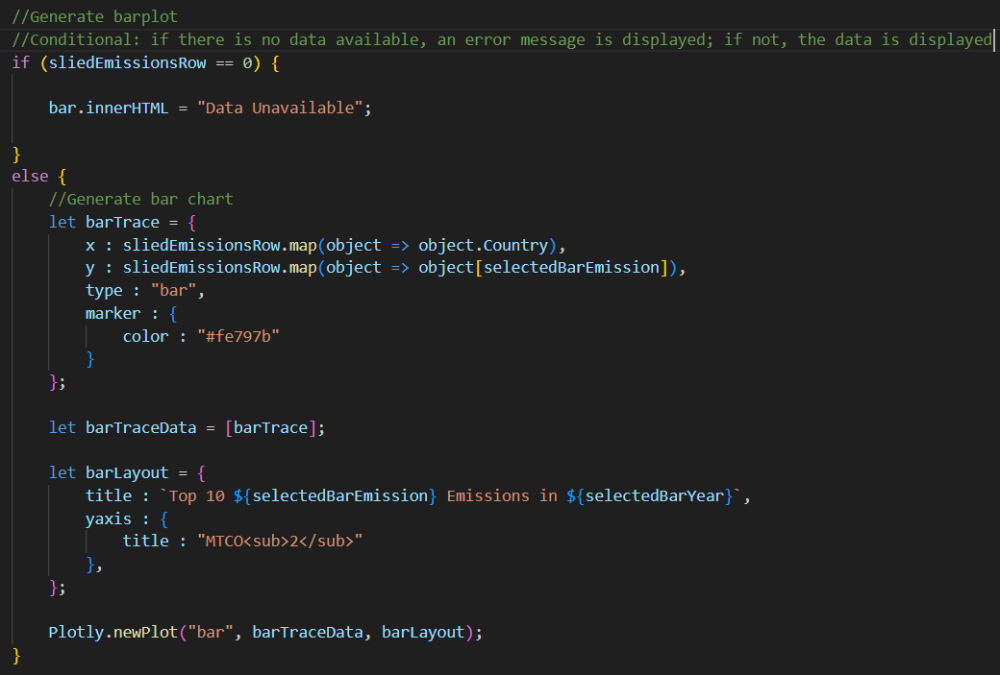 //Generate barplot
//Conditional: if there is no data available, an error message is displayed; if not, the data is displayed
if (sliedEmissionsRow == 0) {
bar.innerHTML = "Data Unavailable";
}
else {
//Generate bar chart
let barTrace = {
x : sliedEmissionsRow.map(object => object.Country),
y : sliedEmissionsRow.map(object => object[selectedBarEmission]),
type : "bar",
marker : {
color : "#fe797b"
}
};
let barTraceData = [barTrace];
let barLayout = {
title : `Top 10 ${selectedBarEmission} Emissions in ${selectedBarYear}`,
yaxis : {
title : "MTCO<sub>2</sub>"
},
};
Plotly.newPlot("bar", barTraceData, barLayout);
}